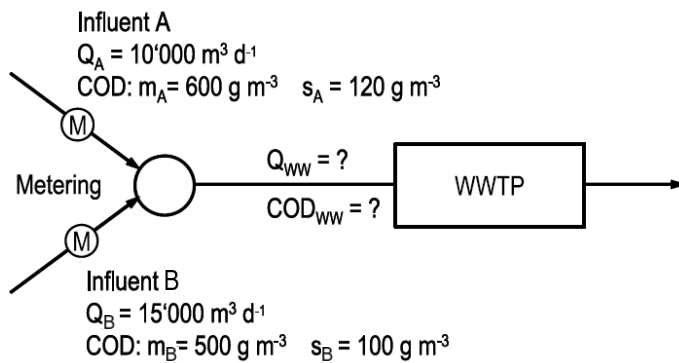 Influent A
Q_A = 10‘000 m³ d⁻¹
COD: m_A= 600 g m⁻³ s_A = 120 g m⁻³
M
Metering
Q_WW = ?
COD_WW = ?
WWTP
M
Influent B
Q_B = 15‘000 m³ d⁻¹
COD: m_B= 500 g m⁻³ s_B = 100 g m⁻³